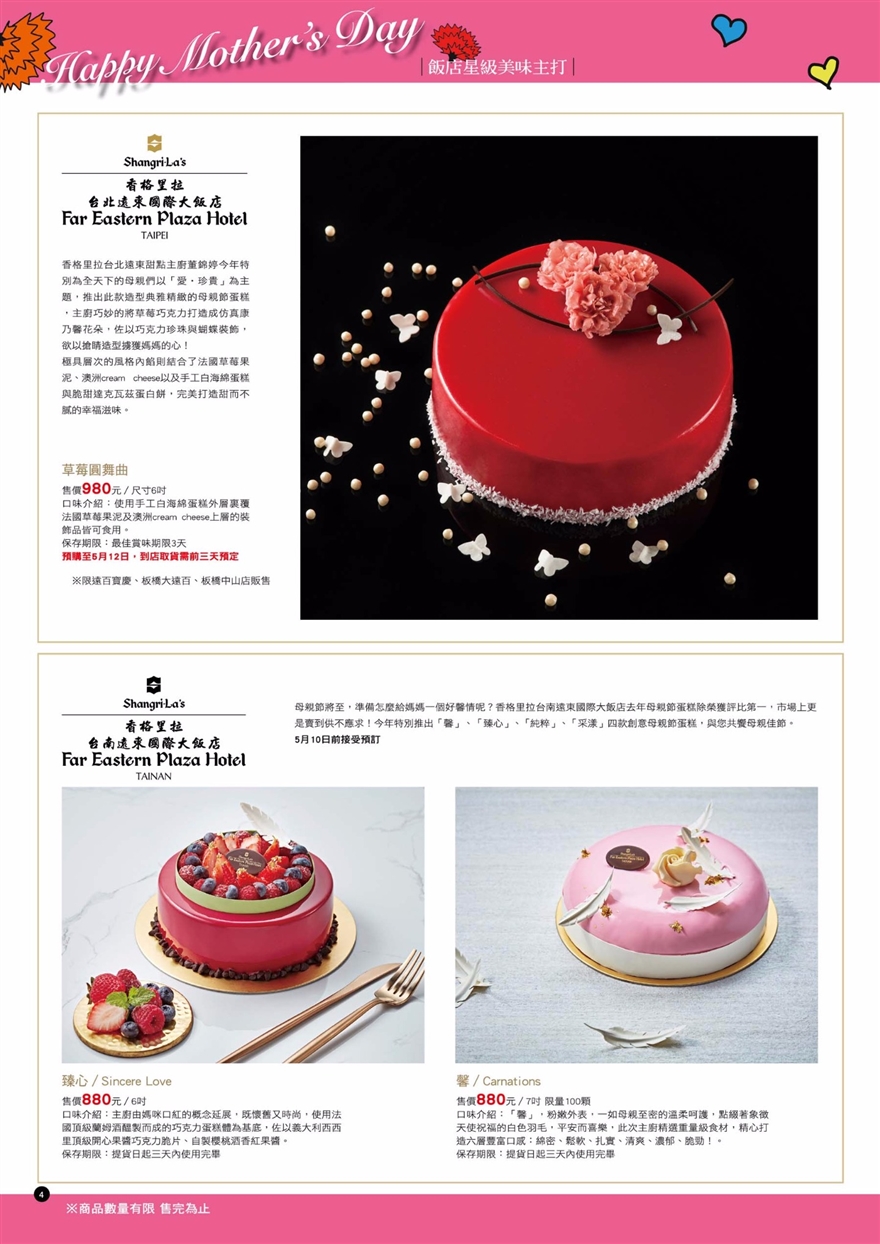 Happy Mother's Day
|飯店星級美味主打|
Shangri-La's
香格里拉
台北遠東國際大飯店
Far Eastern Plaza Hotel
TAIPEI
香格里拉台北遠東甜點主廚董錦婷今年特
別為全天下的母親們以「愛・珍貴」為主
題，推出此款造型典雅精緻的母親節蛋糕
，主廚巧妙的將草莓巧克力打造成仿真康
乃馨花朵，佐以巧克力珍珠與蝴蝶裝飾，
欲以搶睛造型擄獲媽媽的心！
極具層次的風格內餡則結合了法國草莓果
泥、澳洲cream cheese以及手工白海綿蛋糕
與脆甜達克瓦茲蛋白餅，完美打造甜而不
膩的幸福滋味。
草莓圓舞曲
售價980元 / 尺寸6吋
口味介紹：使用手工白海綿蛋糕外層裏覆
法國草莓果泥及澳洲cream cheese上層的裝
飾品皆可食用。
保存期限：最佳賞味期限3天
預購至5月12日，到店取貨需前三天預定
※限遠百寶慶、板橋大遠百、板橋中山店販售
Shangri-La's
香格里拉
台南遠東國際大飯店
Far Eastern Plaza Hotel
TAINAN
母親節將至，準備怎麼給媽媽一個好馨情呢？香格里拉台南遠東國際大飯店去年母親節蛋糕除榮獲評比第一，市場上更
是賣到供不應求！今年特別推出「馨」、「臻心」、「純粹」、「采漾」四款創意母親節蛋糕，與您共饗母親佳節。
5月10日前接受預訂
臻心 / Sincere Love
售價880元 / 6吋
口味介紹：主廚由媽咪口紅的概念延展，既懷舊又時尚，使用法
國頂級蘭姆酒醞製而成的巧克力蛋糕體為基底，佐以義大利西西
里頂級開心果醬巧克力脆片、自製櫻桃酒香紅果醬。
保存期限：提貨日起三天內使用完畢
馨 / Carnations
售價880元 / 7吋 限量100顆
口味介紹：「馨」，粉嫩外表，一如母親至密的溫柔呵護，點綴著象徵
天使祝福的白色羽毛，平安而喜樂，此次主廚精選重量級食材，精心打
造六層豐富口感：綿密、鬆軟、扎實、清爽、濃郁、脆勁！。
保存期限：提貨日起三天內使用完畢
4
※商品數量有限 售完為止